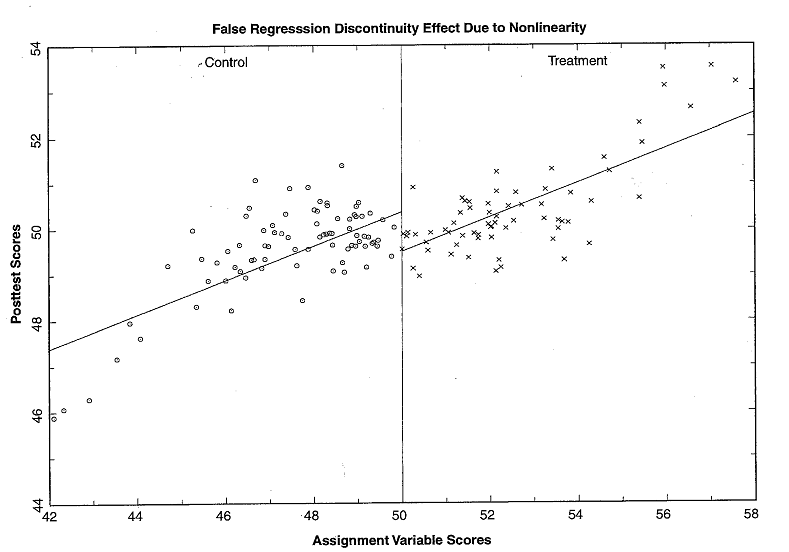 False Regresssion Discontinuity Effect Due to Nonlinearity
Control
Treatment
Posttest Scores
54
52
50
48
46
44
42 44 46 48 50 52 54 56 58
Assignment Variable Scores